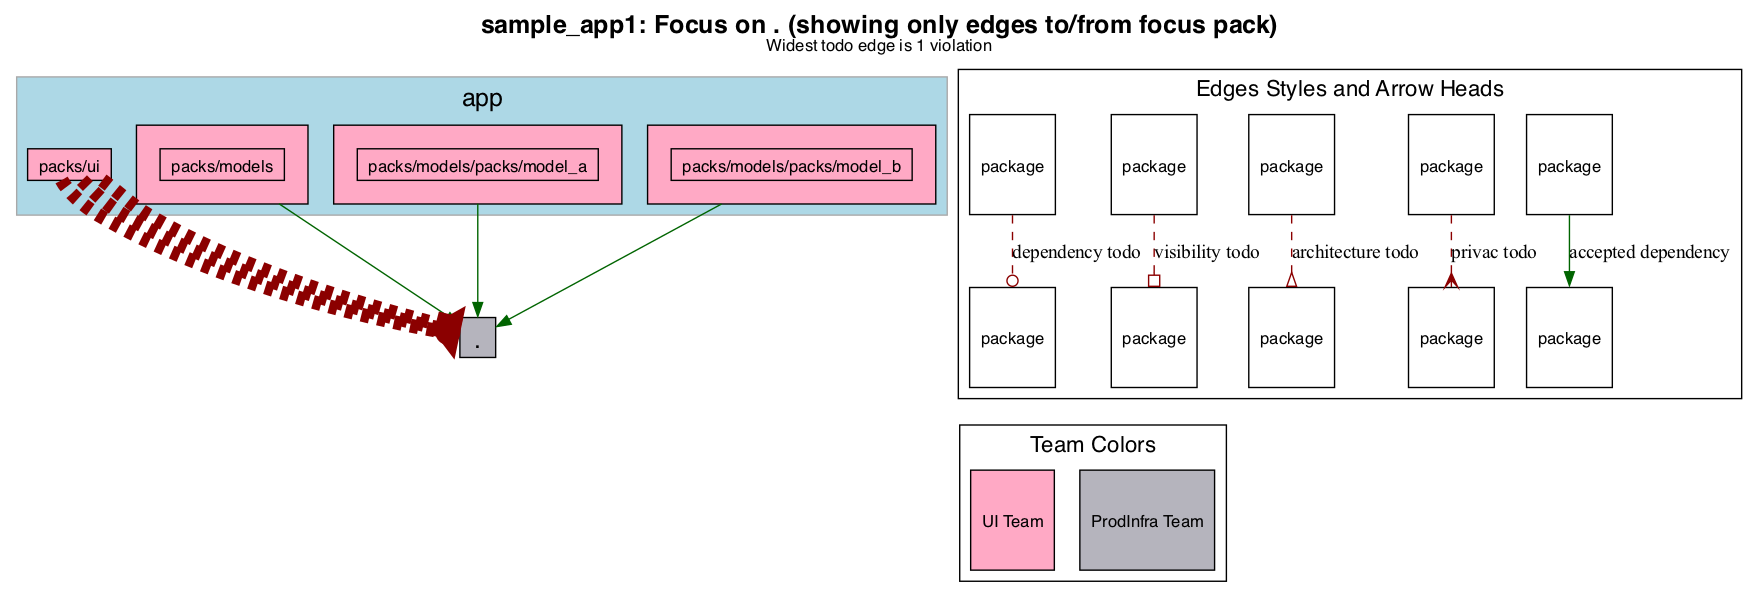 sample_app1: Focus on . (showing only edges to/from focus pack)
Widest todo edge is 1 violation
app
packs/ui
packs/models
packs/models/packs/model_a
packs/models/packs/model_b
.
Edges Styles and Arrow Heads
package
package
package
package
package
dependency todo
visibility todo
architecture todo
privac todo
accepted dependency
package
package
package
package
package
Team Colors
UI Team
ProdInfra Team